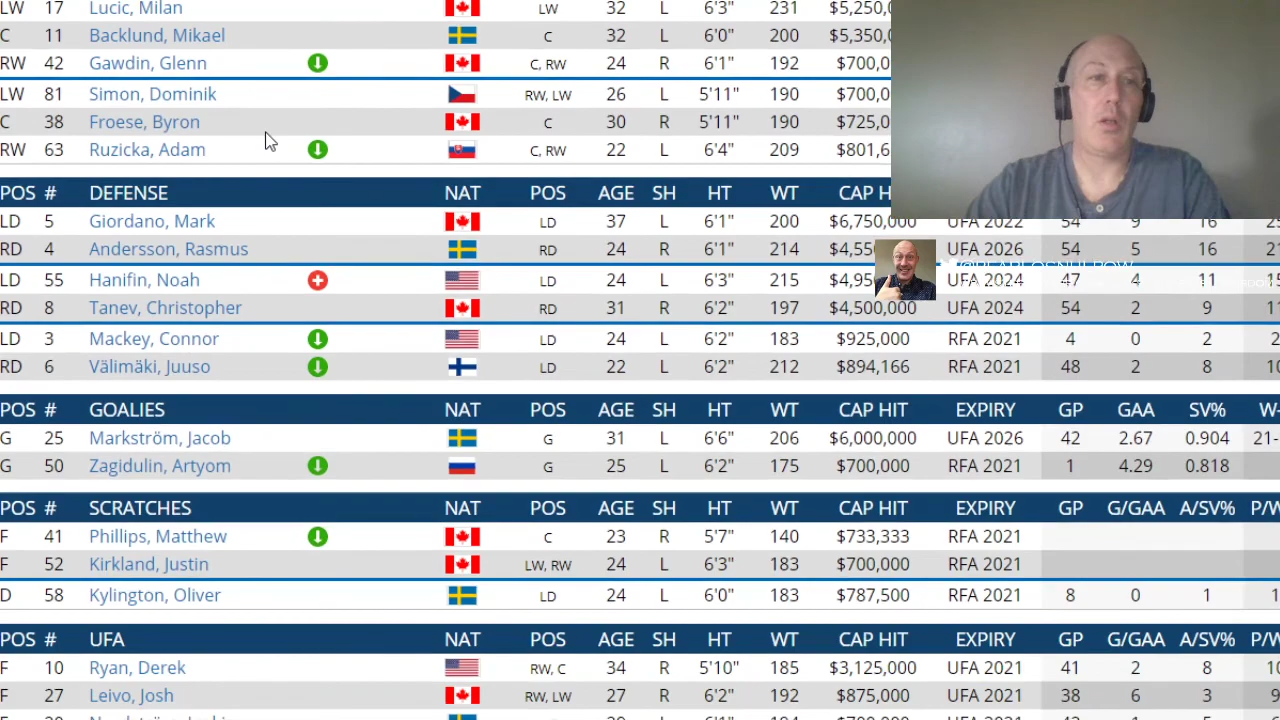 LW 17 Lucic, Milan LW 32 L 6'3" 231 $5,250,
C 11 Backlund, Mikael C 32 L 6'0" 200 $5,350,0
RW 42 Gawdin, Glenn C, RW 24 R 6'1" 192 $700,0
LW 81 Simon, Dominik RW, LW 26 L 5'11" 190 $700,0
C 38 Froese, Byron C 30 R 5'11" 190 $725,0
RW 63 Ruzicka, Adam C, RW 22 L 6'4" 209 $801,6
POS # DEFENSE NAT POS AGE SH HT WT CAP H
LD 5 Giordano, Mark LD 37 L 6'1" 200 $6,750,000 UFA 2022 54 9 16 25
RD 4 Andersson, Rasmus RD 24 R 6'1" 214 $4,55 UFA 2026 54 5 16 21
LD 55 Hanifin, Noah LD 24 L 6'3" 215 $4,95 UFA 2024 47 4 11 15
RD 8 Tanev, Christopher RD 31 R 6'2" 197 $4,500,000 UFA 2024 54 2 9 11
LD 3 Mackey, Connor LD 24 L 6'2" 183 $925,000 RFA 2021 4 0 2 2
RD 6 Välimäki, Juuso LD 22 L 6'2" 212 $894,166 RFA 2021 48 2 8 10
POS # GOALIES NAT POS AGE SH HT WT CAP HIT EXPIRY GP GAA SV% W-
G 25 Markström, Jacob G 31 L 6'6" 206 $6,000,000 UFA 2026 42 2.67 0.904 21-
G 50 Zagidulin, Artyom G 25 L 6'2" 175 $700,000 RFA 2021 1 4.29 0.818
POS # SCRATCHES NAT POS AGE SH HT WT CAP HIT EXPIRY GP G/GAA A/SV% P/W
F 41 Phillips, Matthew C 23 R 5'7" 140 $733,333 RFA 2021
F 52 Kirkland, Justin LW, RW 24 L 6'3" 183 $700,000 RFA 2021
D 58 Kylington, Oliver LD 24 L 6'0" 183 $787,500 RFA 2021 8 0 1 1
POS # UFA NAT POS AGE SH HT WT CAP HIT EXPIRY GP G/GAA A/SV% P/W
F 10 Ryan, Derek RW, C 34 R 5'10" 185 $3,125,000 UFA 2021 41 2 8 10
F 27 Leivo, Josh RW, LW 27 R 6'2" 192 $875,000 UFA 2021 38 6 3 9